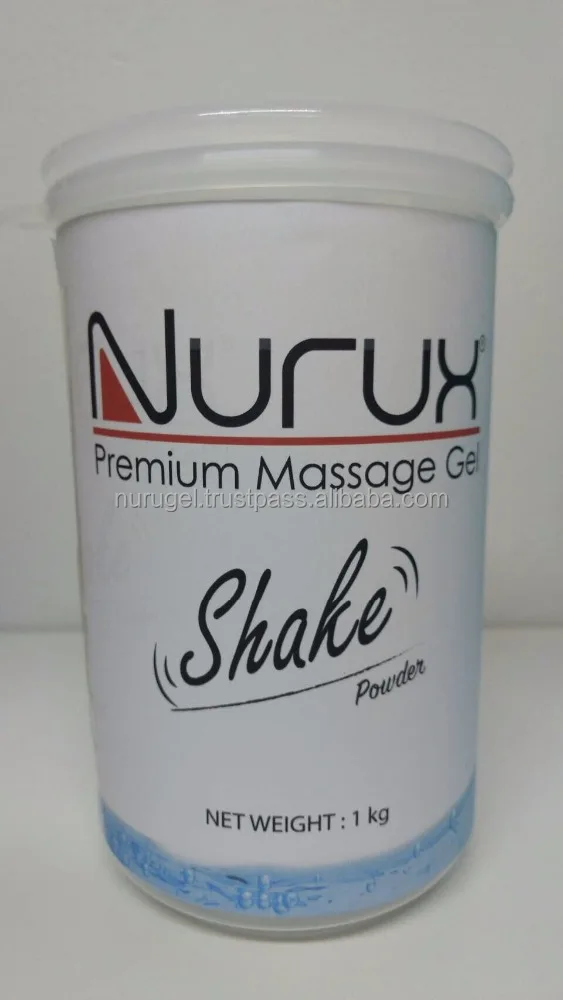 Nurux®
Premium Massage Gel
nurugel.trustpass.alibaba.com
Shake
Powder
NET WEIGHT : 1 kg